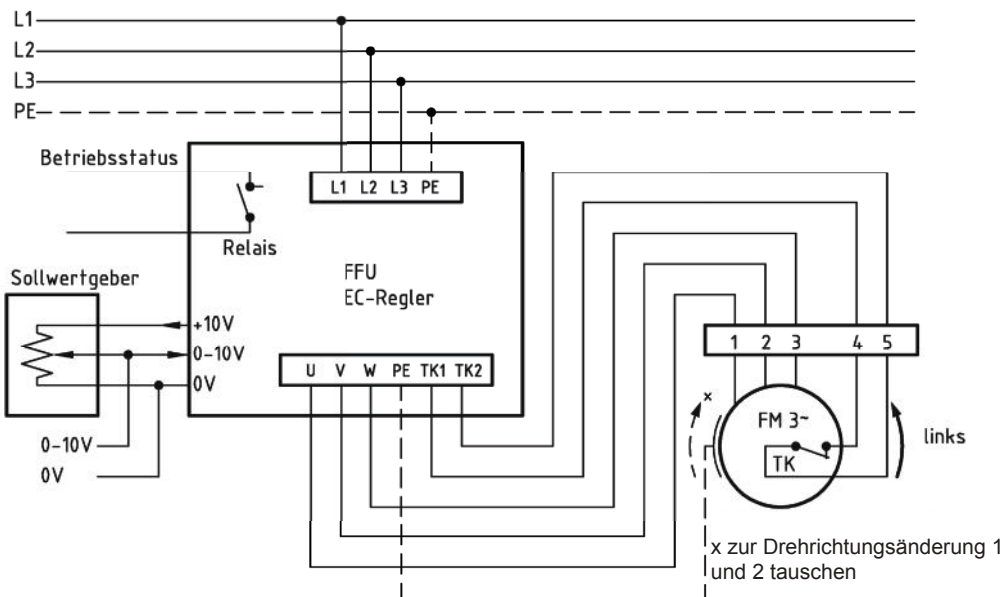 L1
L2
L3
PE
Betriebsstatus
L1 L2 L3 PE
Relais
Sollwertgeber
FFU
EC-Regler
+10V
0-10V
0V
U V W PE TK1 TK2
1 2 3 4 5
x
FM 3~
TK
links
0-10V
0V
x zur Drehrichtungsänderung 1
und 2 tauschen